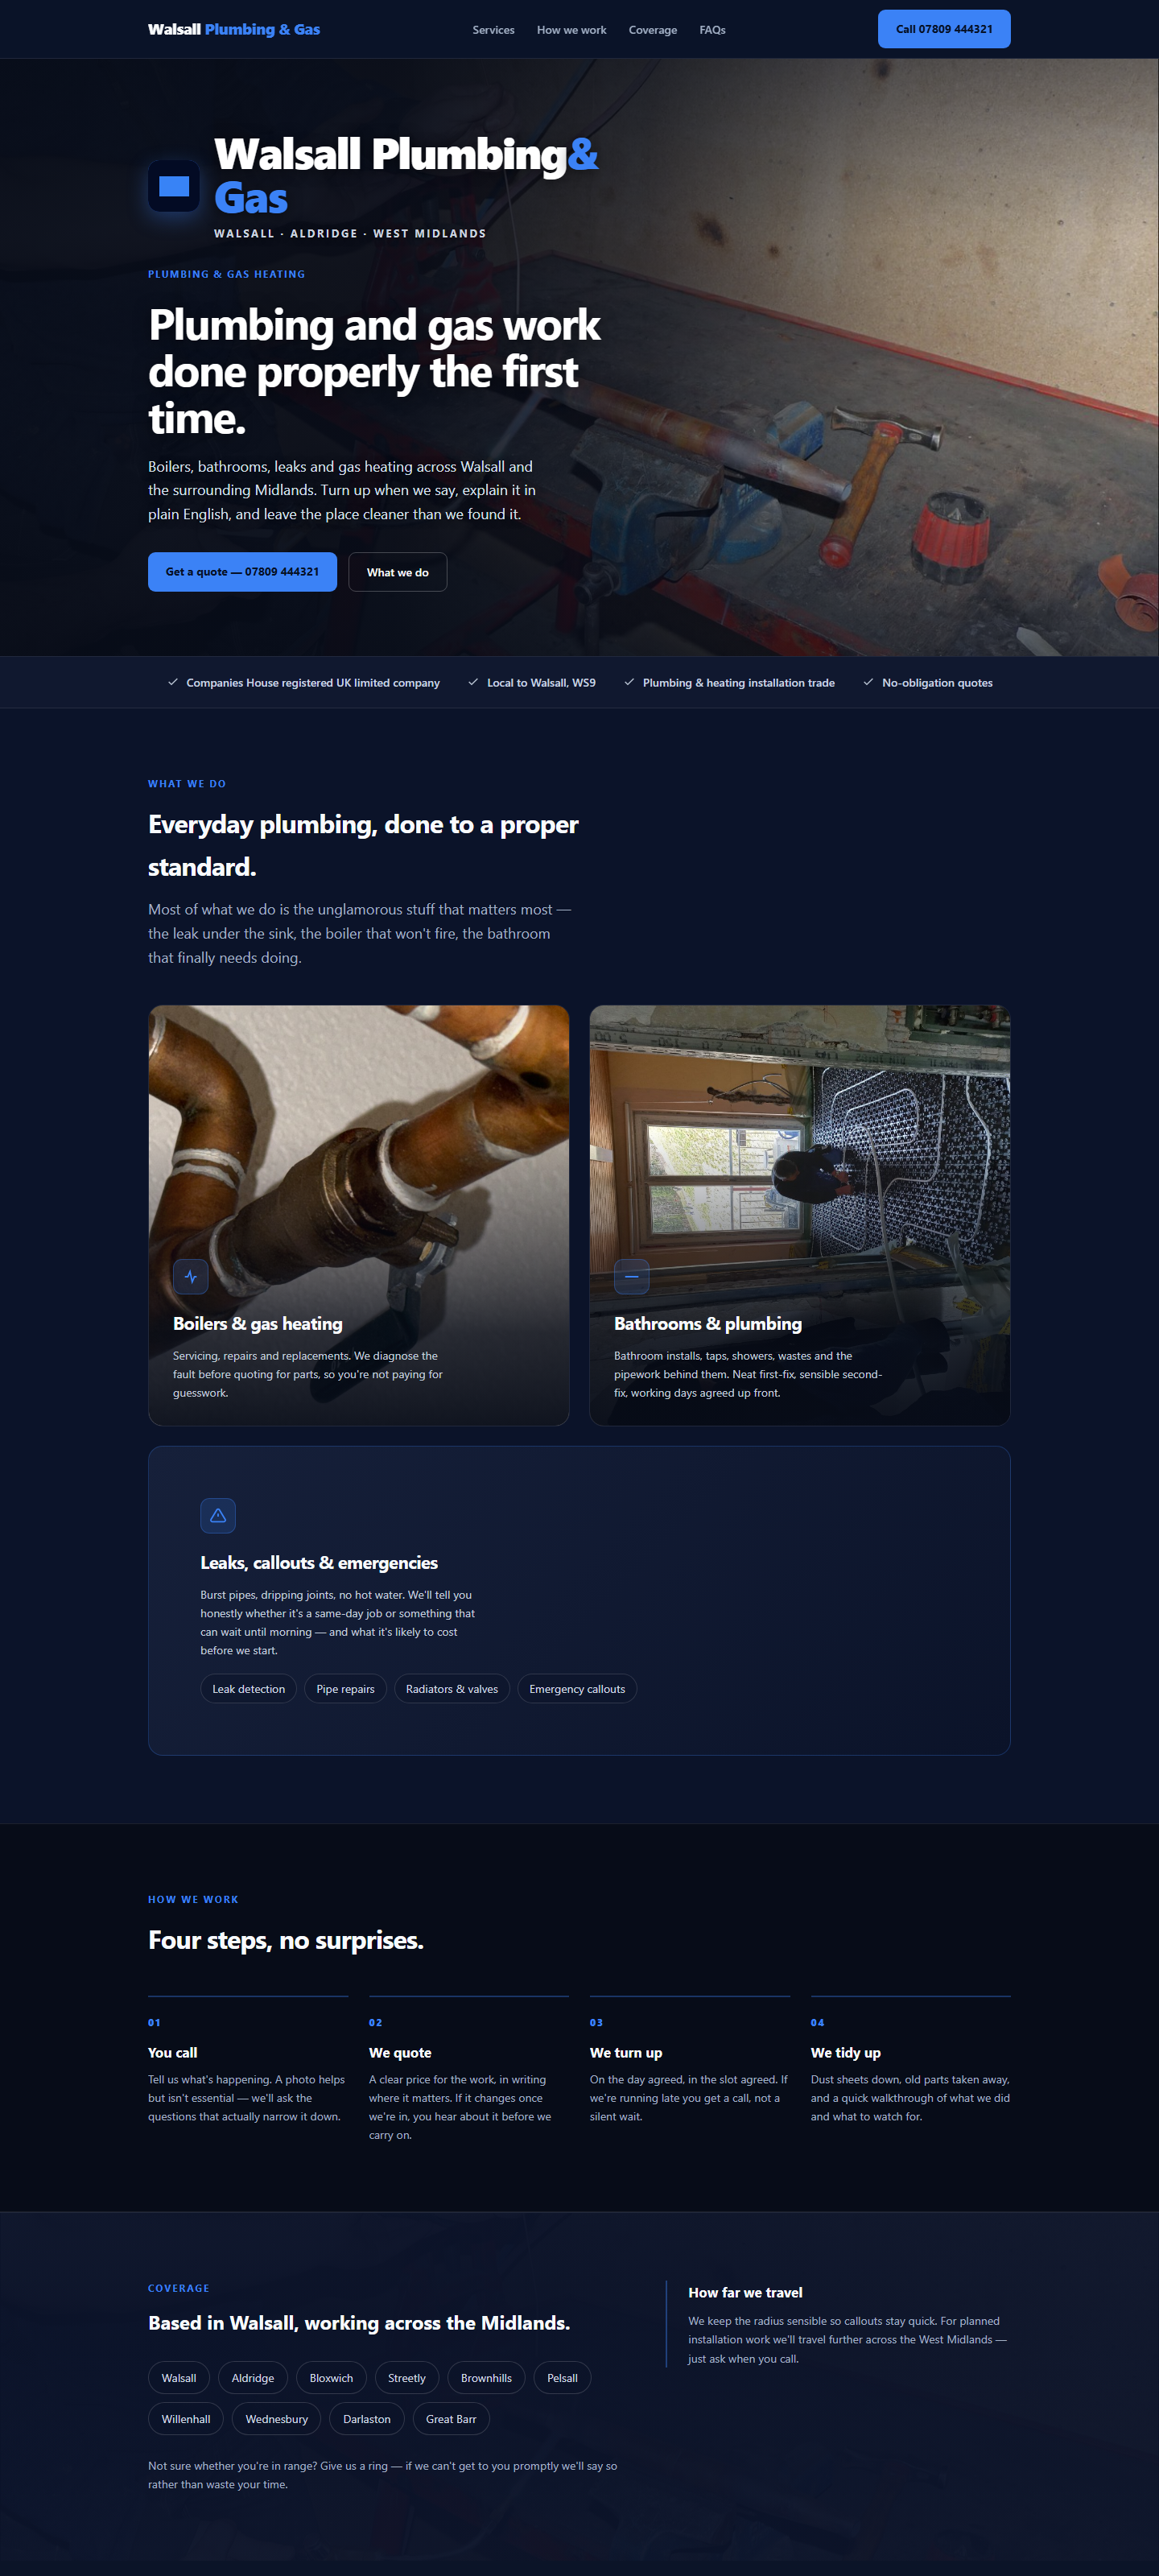 Walsall Plumbing & Gas
Services
How we work
Coverage
FAQs
Call 07809 444321
Walsall Plumbing&
Gas
WALSALL · ALDRIDGE · WEST MIDLANDS
PLUMBING & GAS HEATING
Plumbing and gas work
done properly the first
time.
Boilers, bathrooms, leaks and gas heating across Walsall and
the surrounding Midlands. Turn up when we say, explain it in
plain English, and leave the place cleaner than we found it.
Get a quote — 07809 444321
What we do
Companies House registered UK limited company
Local to Walsall, WS9
Plumbing & heating installation trade
No-obligation quotes
WHAT WE DO
Everyday plumbing, done to a proper
standard.
Most of what we do is the unglamorous stuff that matters most —
the leak under the sink, the boiler that won't fire, the bathroom
that finally needs doing.
Boilers & gas heating
Servicing, repairs and replacements. We diagnose the
fault before quoting for parts, so you're not paying for
guesswork.
Bathrooms & plumbing
Bathroom installs, taps, showers, wastes and the
pipework behind them. Neat first-fix, sensible second-
fix, working days agreed up front.
Leaks, callouts & emergencies
Burst pipes, dripping joints, no hot water. We'll tell you
honestly whether it's a same-day job or something that
can wait until morning — and what it's likely to cost
before we start.
Leak detection
Pipe repairs
Radiators & valves
Emergency callouts
HOW WE WORK
Four steps, no surprises.
01
You call
Tell us what's happening. A photo helps
but isn't essential — we'll ask the
questions that actually narrow it down.
02
We quote
A clear price for the work, in writing
where it matters. If it changes once
we're in, you hear about it before we
carry on.
03
We turn up
On the day agreed, in the slot agreed. If
we're running late you get a call, not a
silent wait.
04
We tidy up
Dust sheets down, old parts taken away,
and a quick walkthrough of what we did
and what to watch for.
COVERAGE
Based in Walsall, working across the Midlands.
Walsall
Aldridge
Bloxwich
Streetly
Brownhills
Pelsall
Willenhall
Wednesbury
Darlaston
Great Barr
Not sure whether you're in range? Give us a ring — if we can't get to you promptly we'll say so
rather than waste your time.
How far we travel
We keep the radius sensible so callouts stay quick. For planned
installation work we'll travel further across the West Midlands —
just ask when you call.